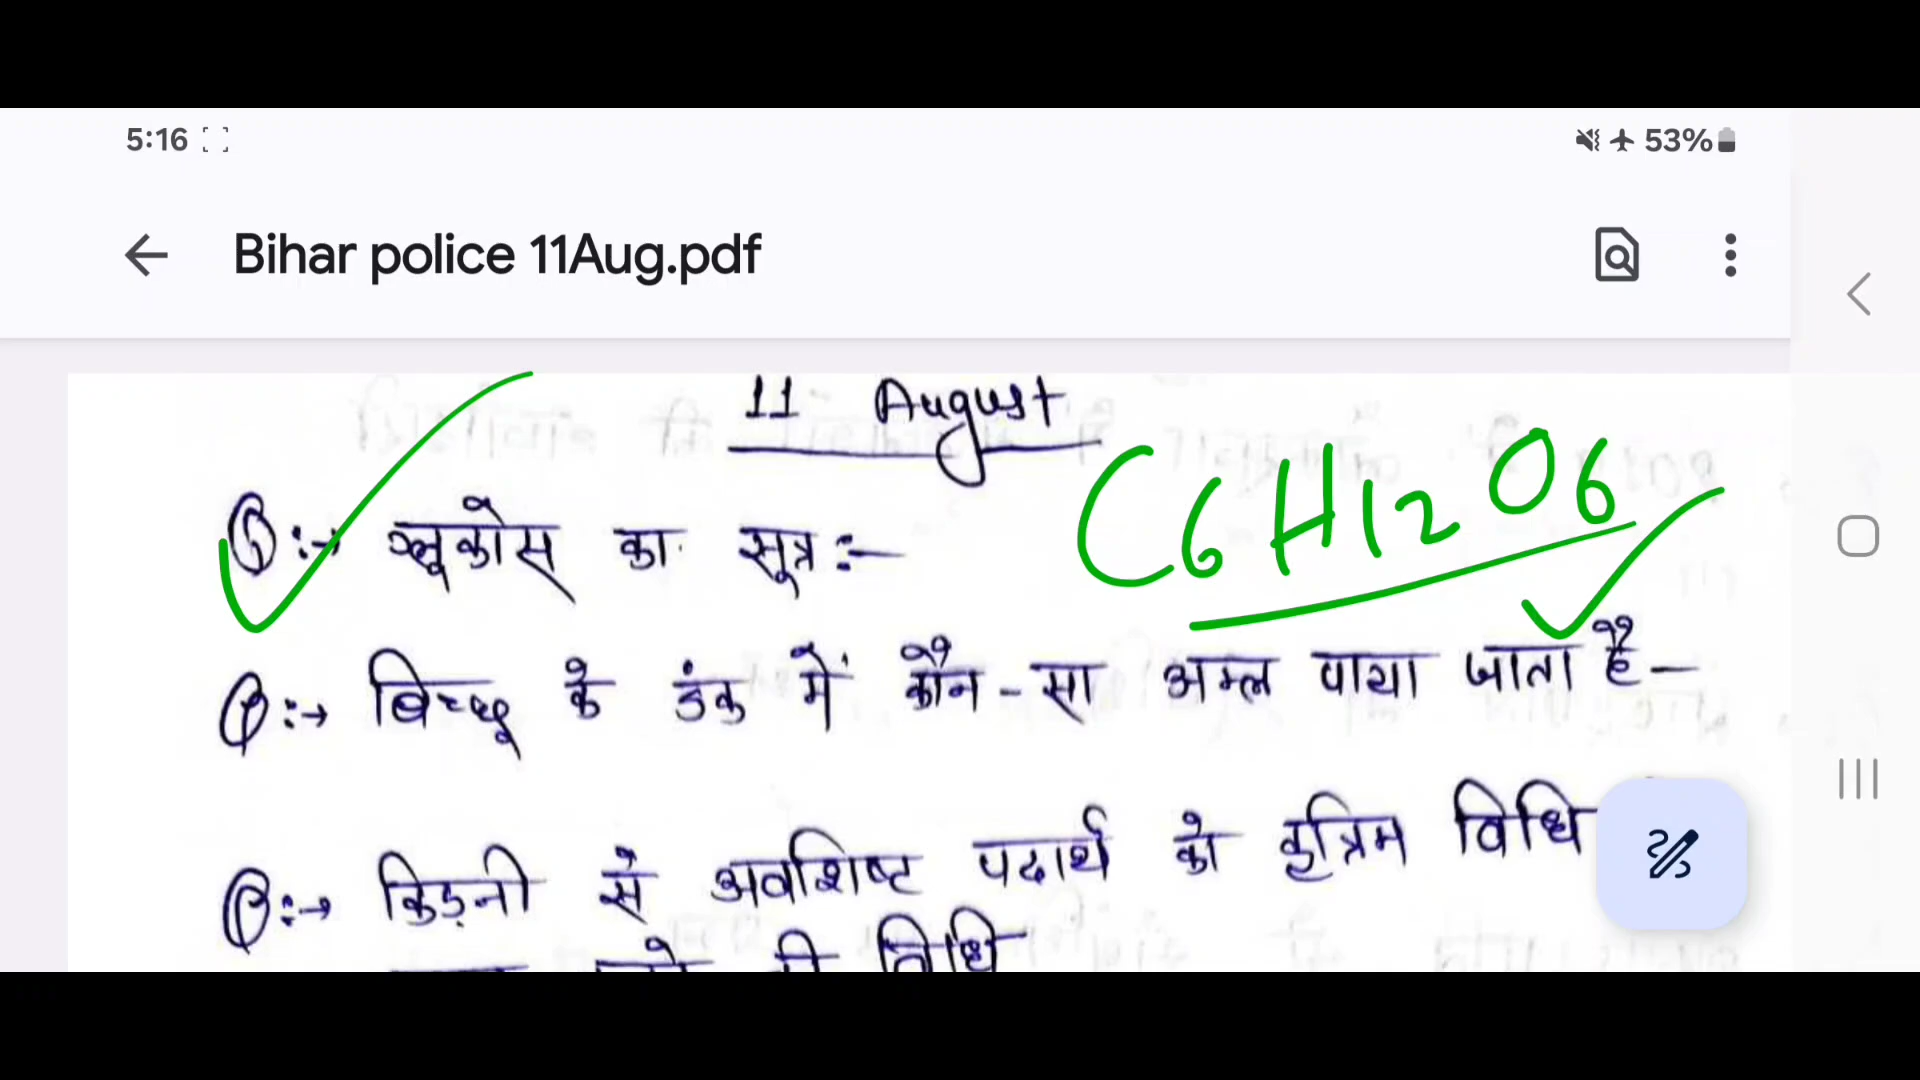 5:16 53%
Bihar police 11Aug.pdf
11 August
Q:→ ग्लूकोस का सूत्र :- C6H12O6
Q:→ बिच्छू के डंक में कौन-सा अम्ल पाया जाता है-
Q:→ किडनी से अवशिष्ट पदार्थ को कृत्रिम विधि
की विधि